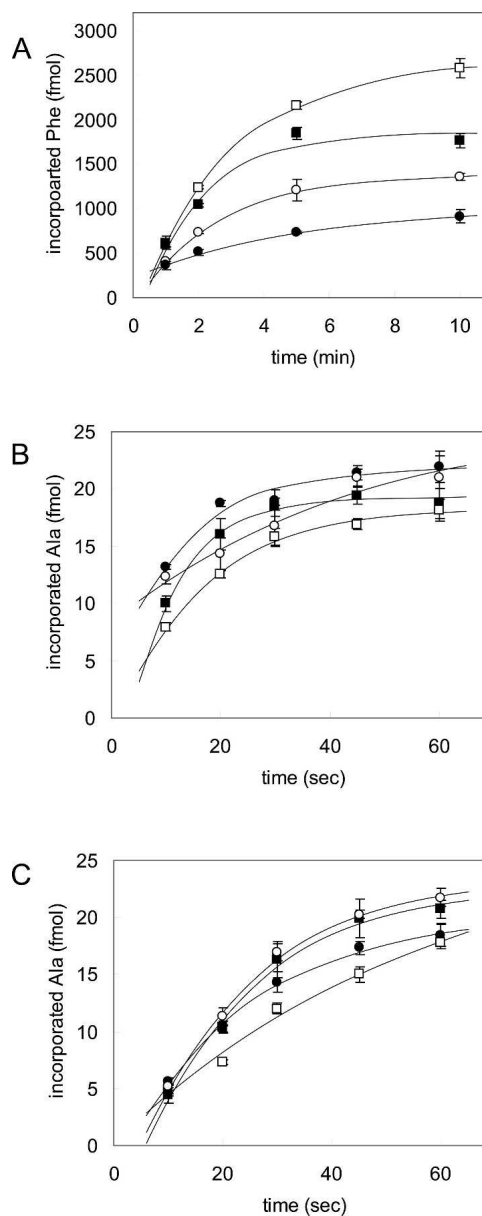 A
incorpoarted Phe (fmol)
3000
2500
2000
1500
1000
500
0
0 2 4 6 8 10
time (min)
B
incorporated Ala (fmol)
25
20
15
10
5
0
0 20 40 60
time (sec)
C
incorporated Ala (fmol)
25
20
15
10
5
0
0 20 40 60
time (sec)